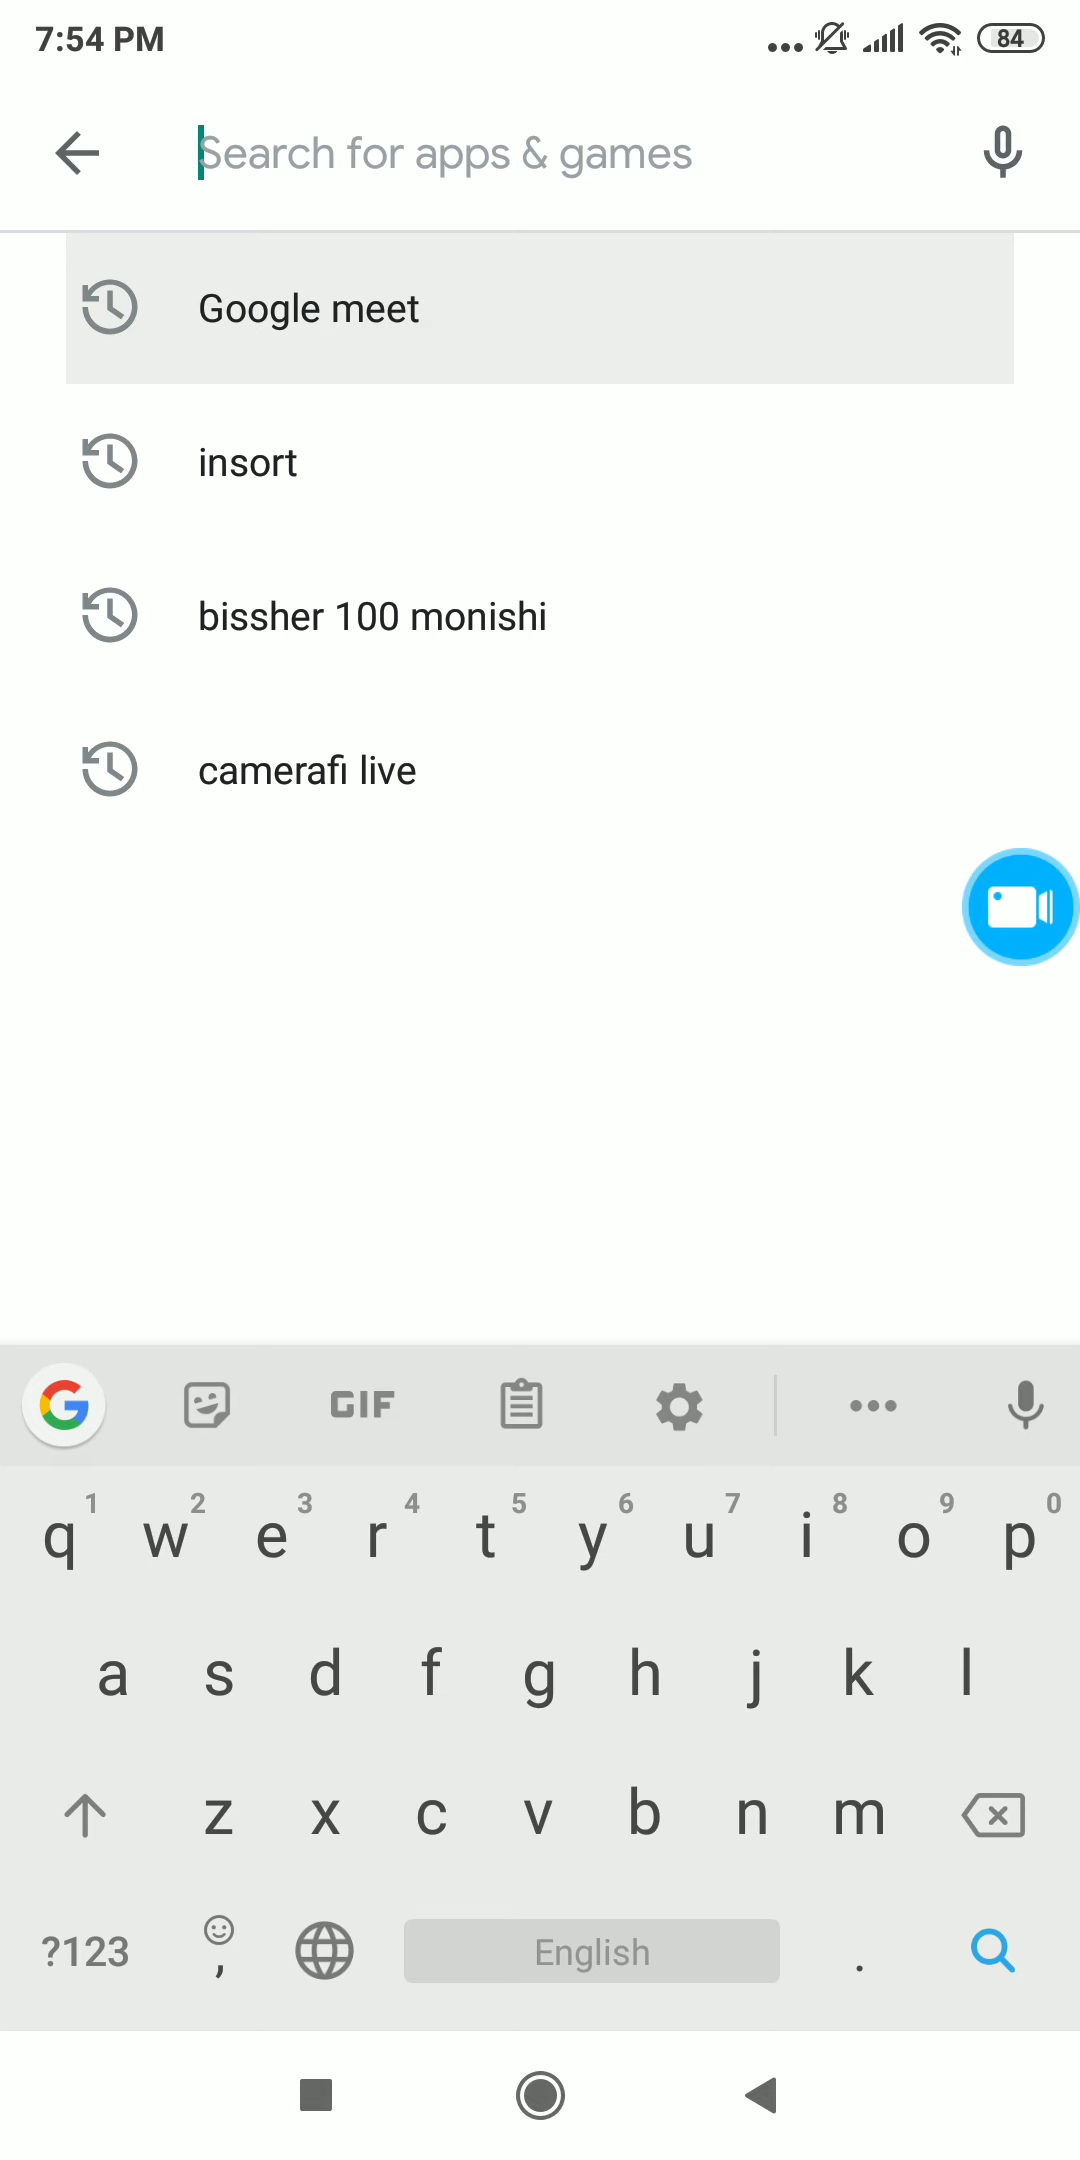 7:54 PM
84
Search for apps & games
Google meet
insort
bissher 100 monishi
camerafi live
GIF
1 2 3 4 5 6 7 8 9 0
q w e r t y u i o p
a s d f g h j k l
z x c v b n m
?123 , English .